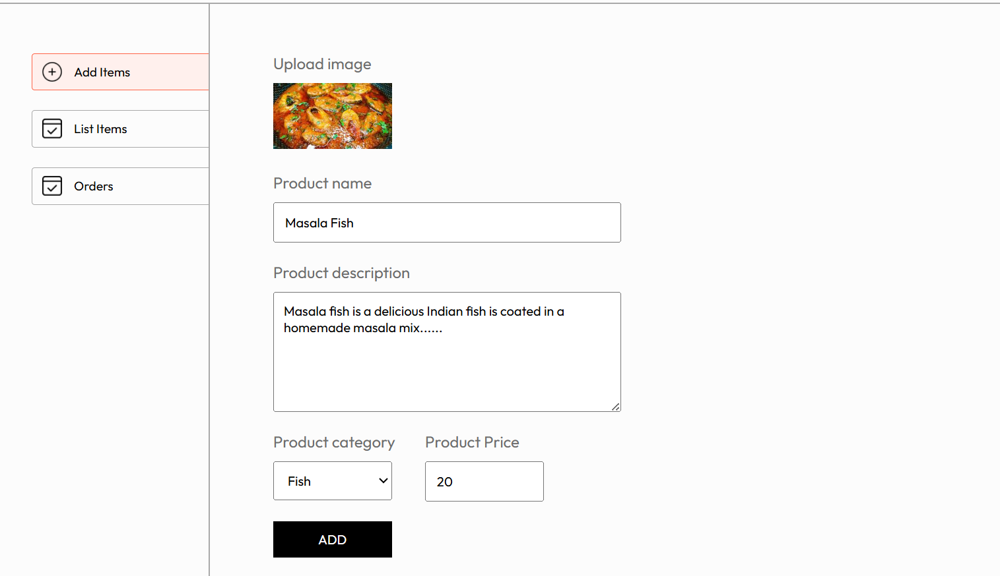 Add Items
List Items
Orders
Upload image
Product name
Masala Fish
Product description
Masala fish is a delicious Indian fish is coated in a
homemade masala mix......
Product category
Product Price
Fish
20
ADD